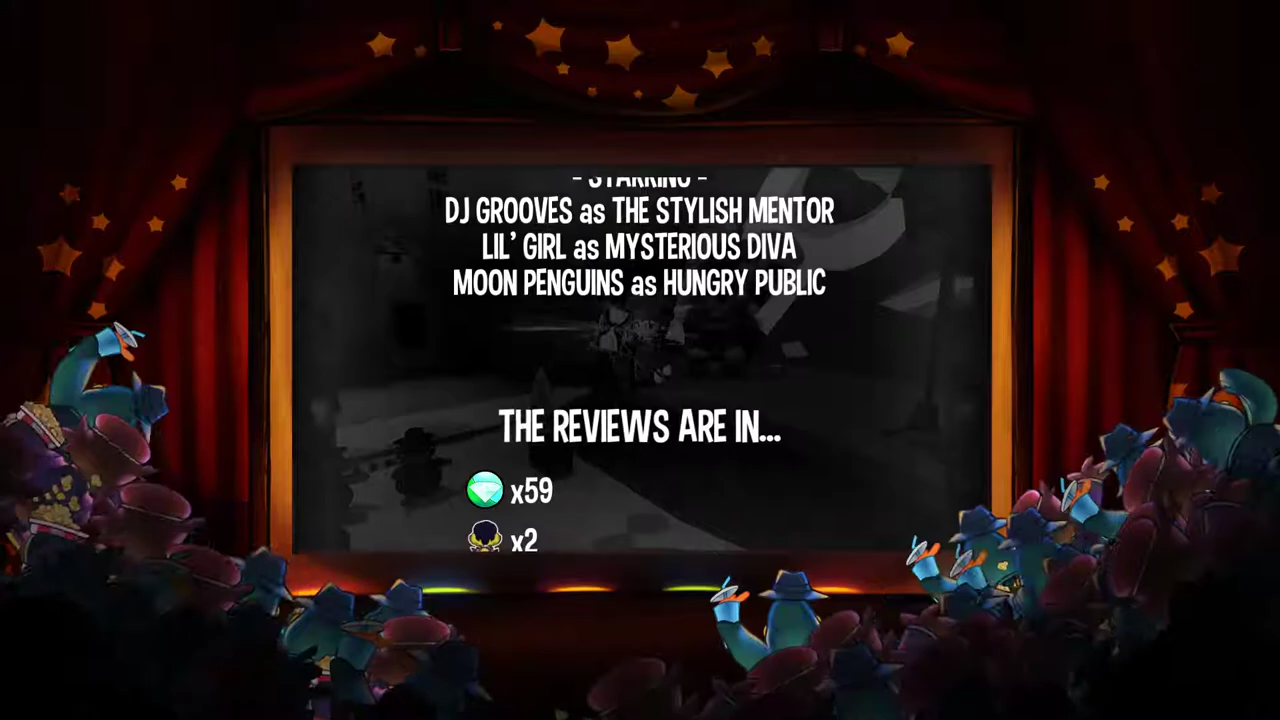 - STARRING -
DJ GROOVES as THE STYLISH MENTOR
LIL' GIRL as MYSTERIOUS DIVA
MOON PENGUINS as HUNGRY PUBLIC
THE REVIEWS ARE IN...
x59
x2